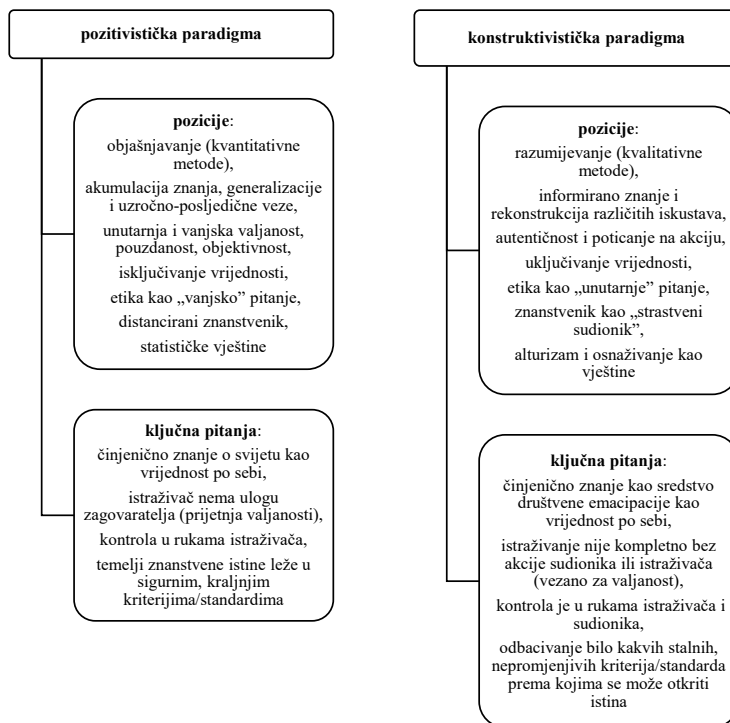 pozitivistička paradigma
pozicije:
objašnjavanje (kvantitativne
metode),
akumulacija znanja, generalizacije
i uzročno-posljedične veze,
unutarnja i vanjska valjanost,
pouzdanost, objektivnost,
isključivanje vrijednosti,
etika kao „vanjsko” pitanje,
distancirani znanstvenik,
statističke vještine
ključna pitanja:
činjenično znanje o svijetu kao
vrijednost po sebi,
istraživač nema ulogu
zagovaratelja (prijetnja valjanosti),
kontrola u rukama istraživača,
temelji znanstvene istine leže u
sigurnim, kraljnjim
kriterijima/standardima
konstruktivistička paradigma
pozicije:
razumijevanje (kvalitativne
metode),
informirano znanje i
rekonstrukcija različitih iskustava,
autentičnost i poticanje na akciju,
uključivanje vrijednosti,
etika kao „unutarnje” pitanje,
znanstvenik kao „strastveni
sudionik”,
alturizam i osnaživanje kao
vještine
ključna pitanja:
činjenično znanje kao sredstvo
društvene emacipacije kao
vrijednost po sebi,
istraživanje nije kompletno bez
akcije sudionika ili istraživača
(vezano za valjanost),
kontrola je u rukama istraživača i
sudionika,
odbacivanje bilo kakvih stalnih,
nepromjenjivih kriterija/standarda
prema kojima se može otkriti
istina